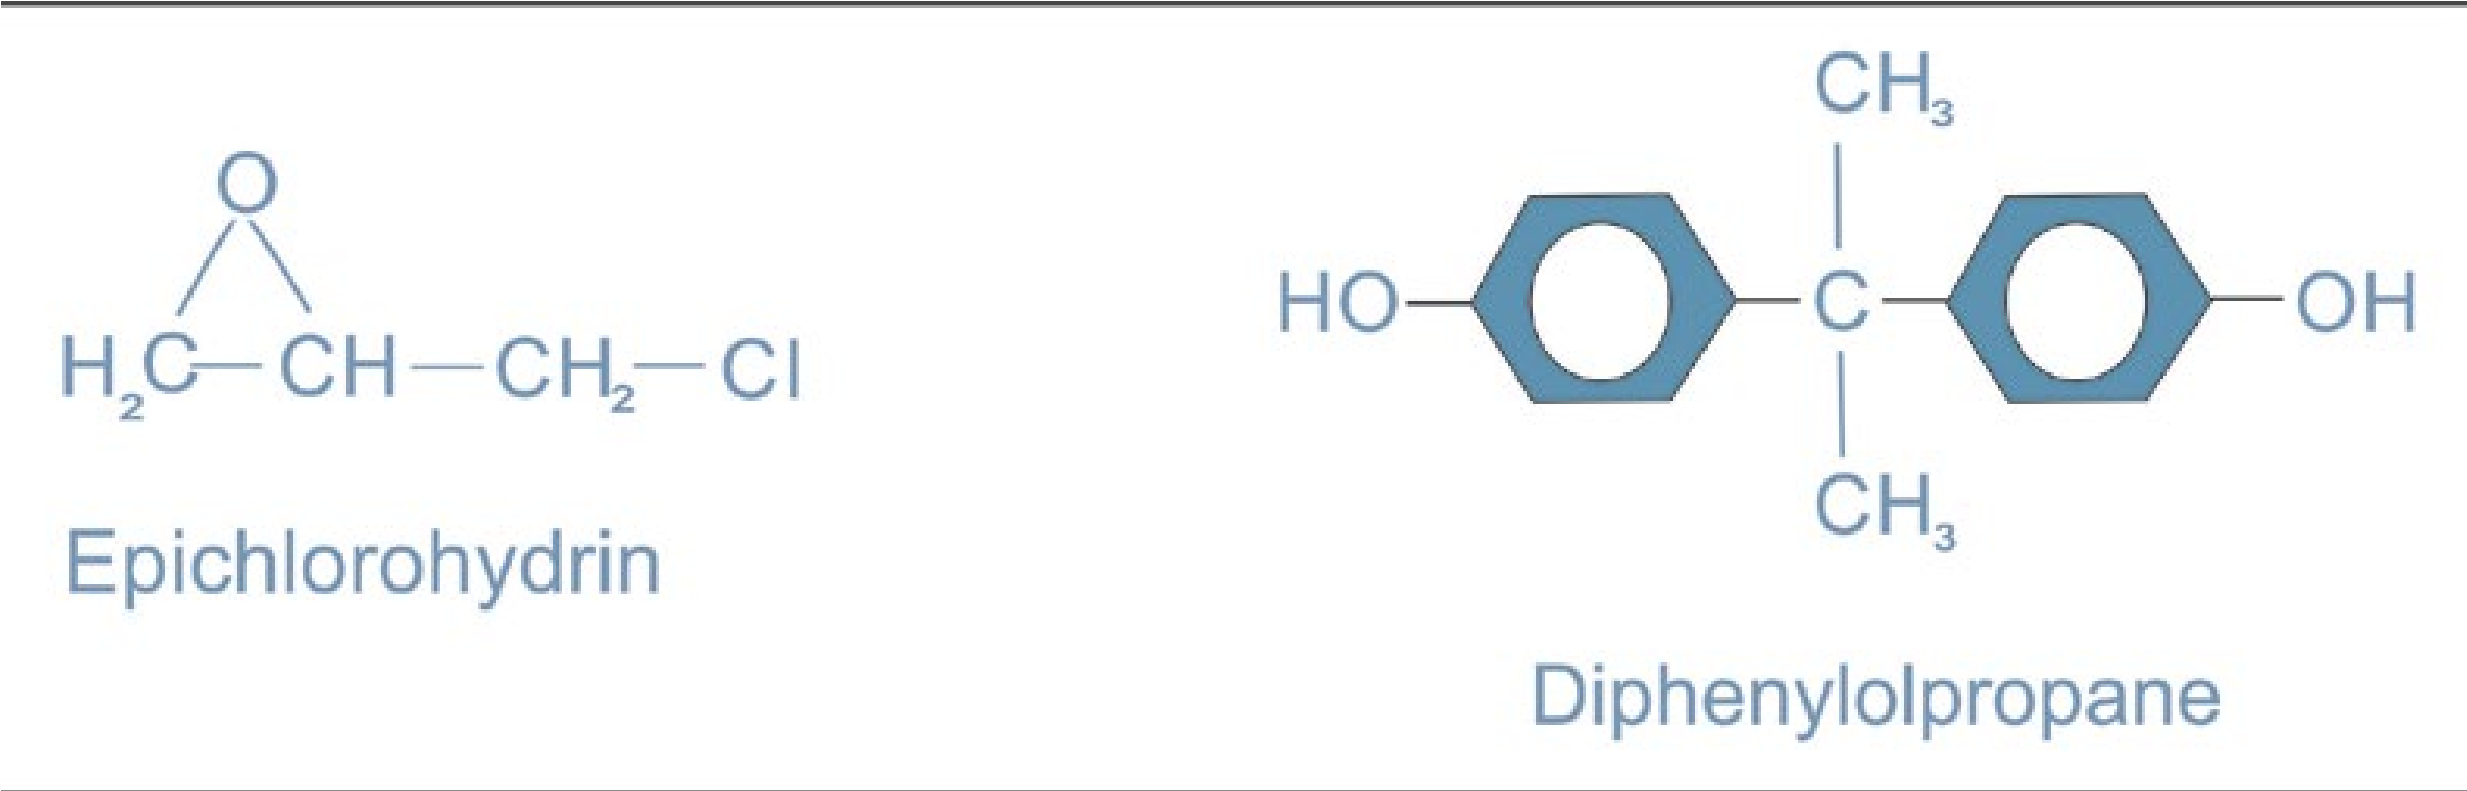 O
H₂C—CH—CH₂—Cl
Epichlorohydrin
CH₃
HO C OH
CH₃
Diphenylolpropane